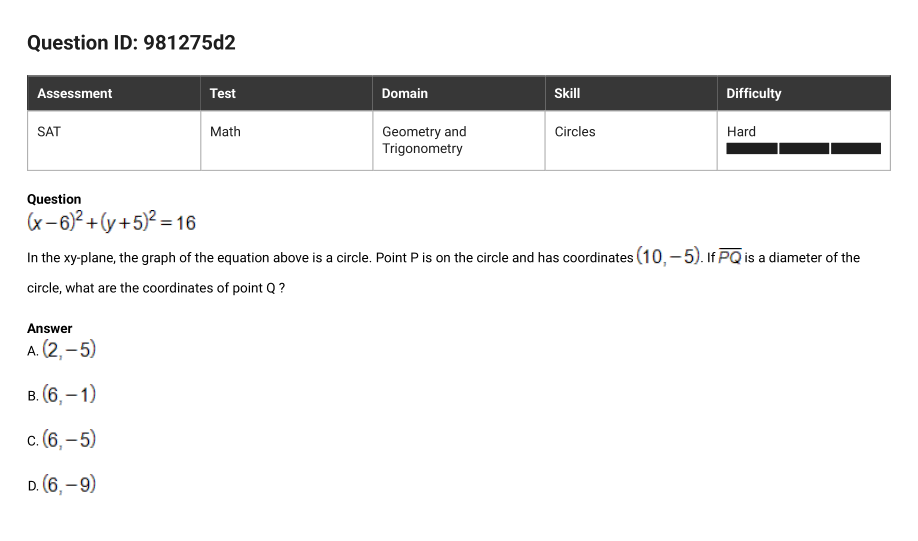 Question ID: 981275d2
Assessment Test Domain Skill Difficulty
SAT Math Geometry and Trigonometry Circles Hard
Question
(x – 6)² + (y + 5)² = 16
In the xy-plane, the graph of the equation above is a circle. Point P is on the circle and has coordinates (10, –5). If P̅Q̅ is a diameter of the
circle, what are the coordinates of point Q ?
Answer
A. (2, –5)
B. (6, –1)
C. (6, –5)
D. (6, –9)